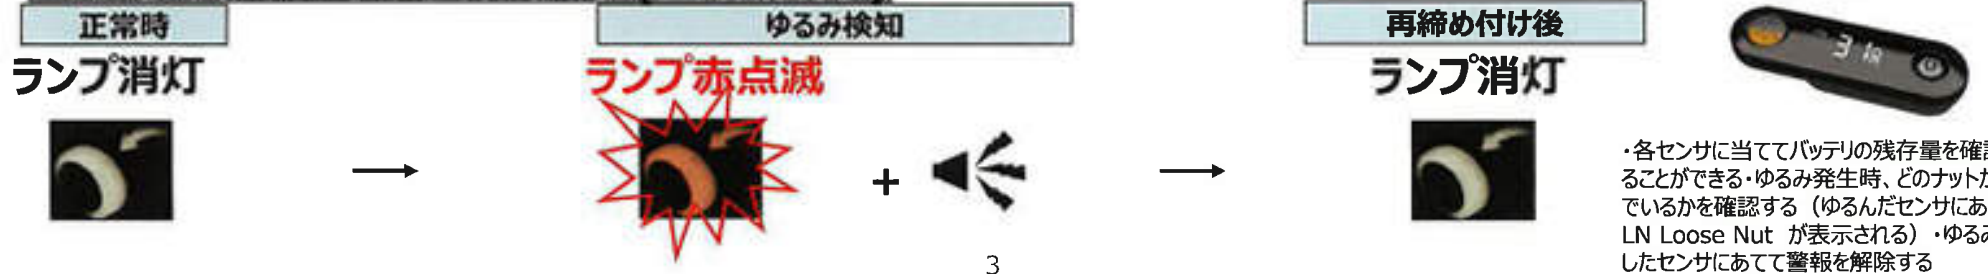 正常時
ランプ消灯
ゆるみ検知
ランプ赤点滅
+
再締め付け後
ランプ消灯
31
・各センサに当ててバッテリの残存量を確認
ることができる・ゆるみ発生時、どのナットが
でいるかを確認する（ゆるんだセンサにあ
LN Loose Nut が表示される）・ゆるみ
したセンサにあてて警報を解除する
3